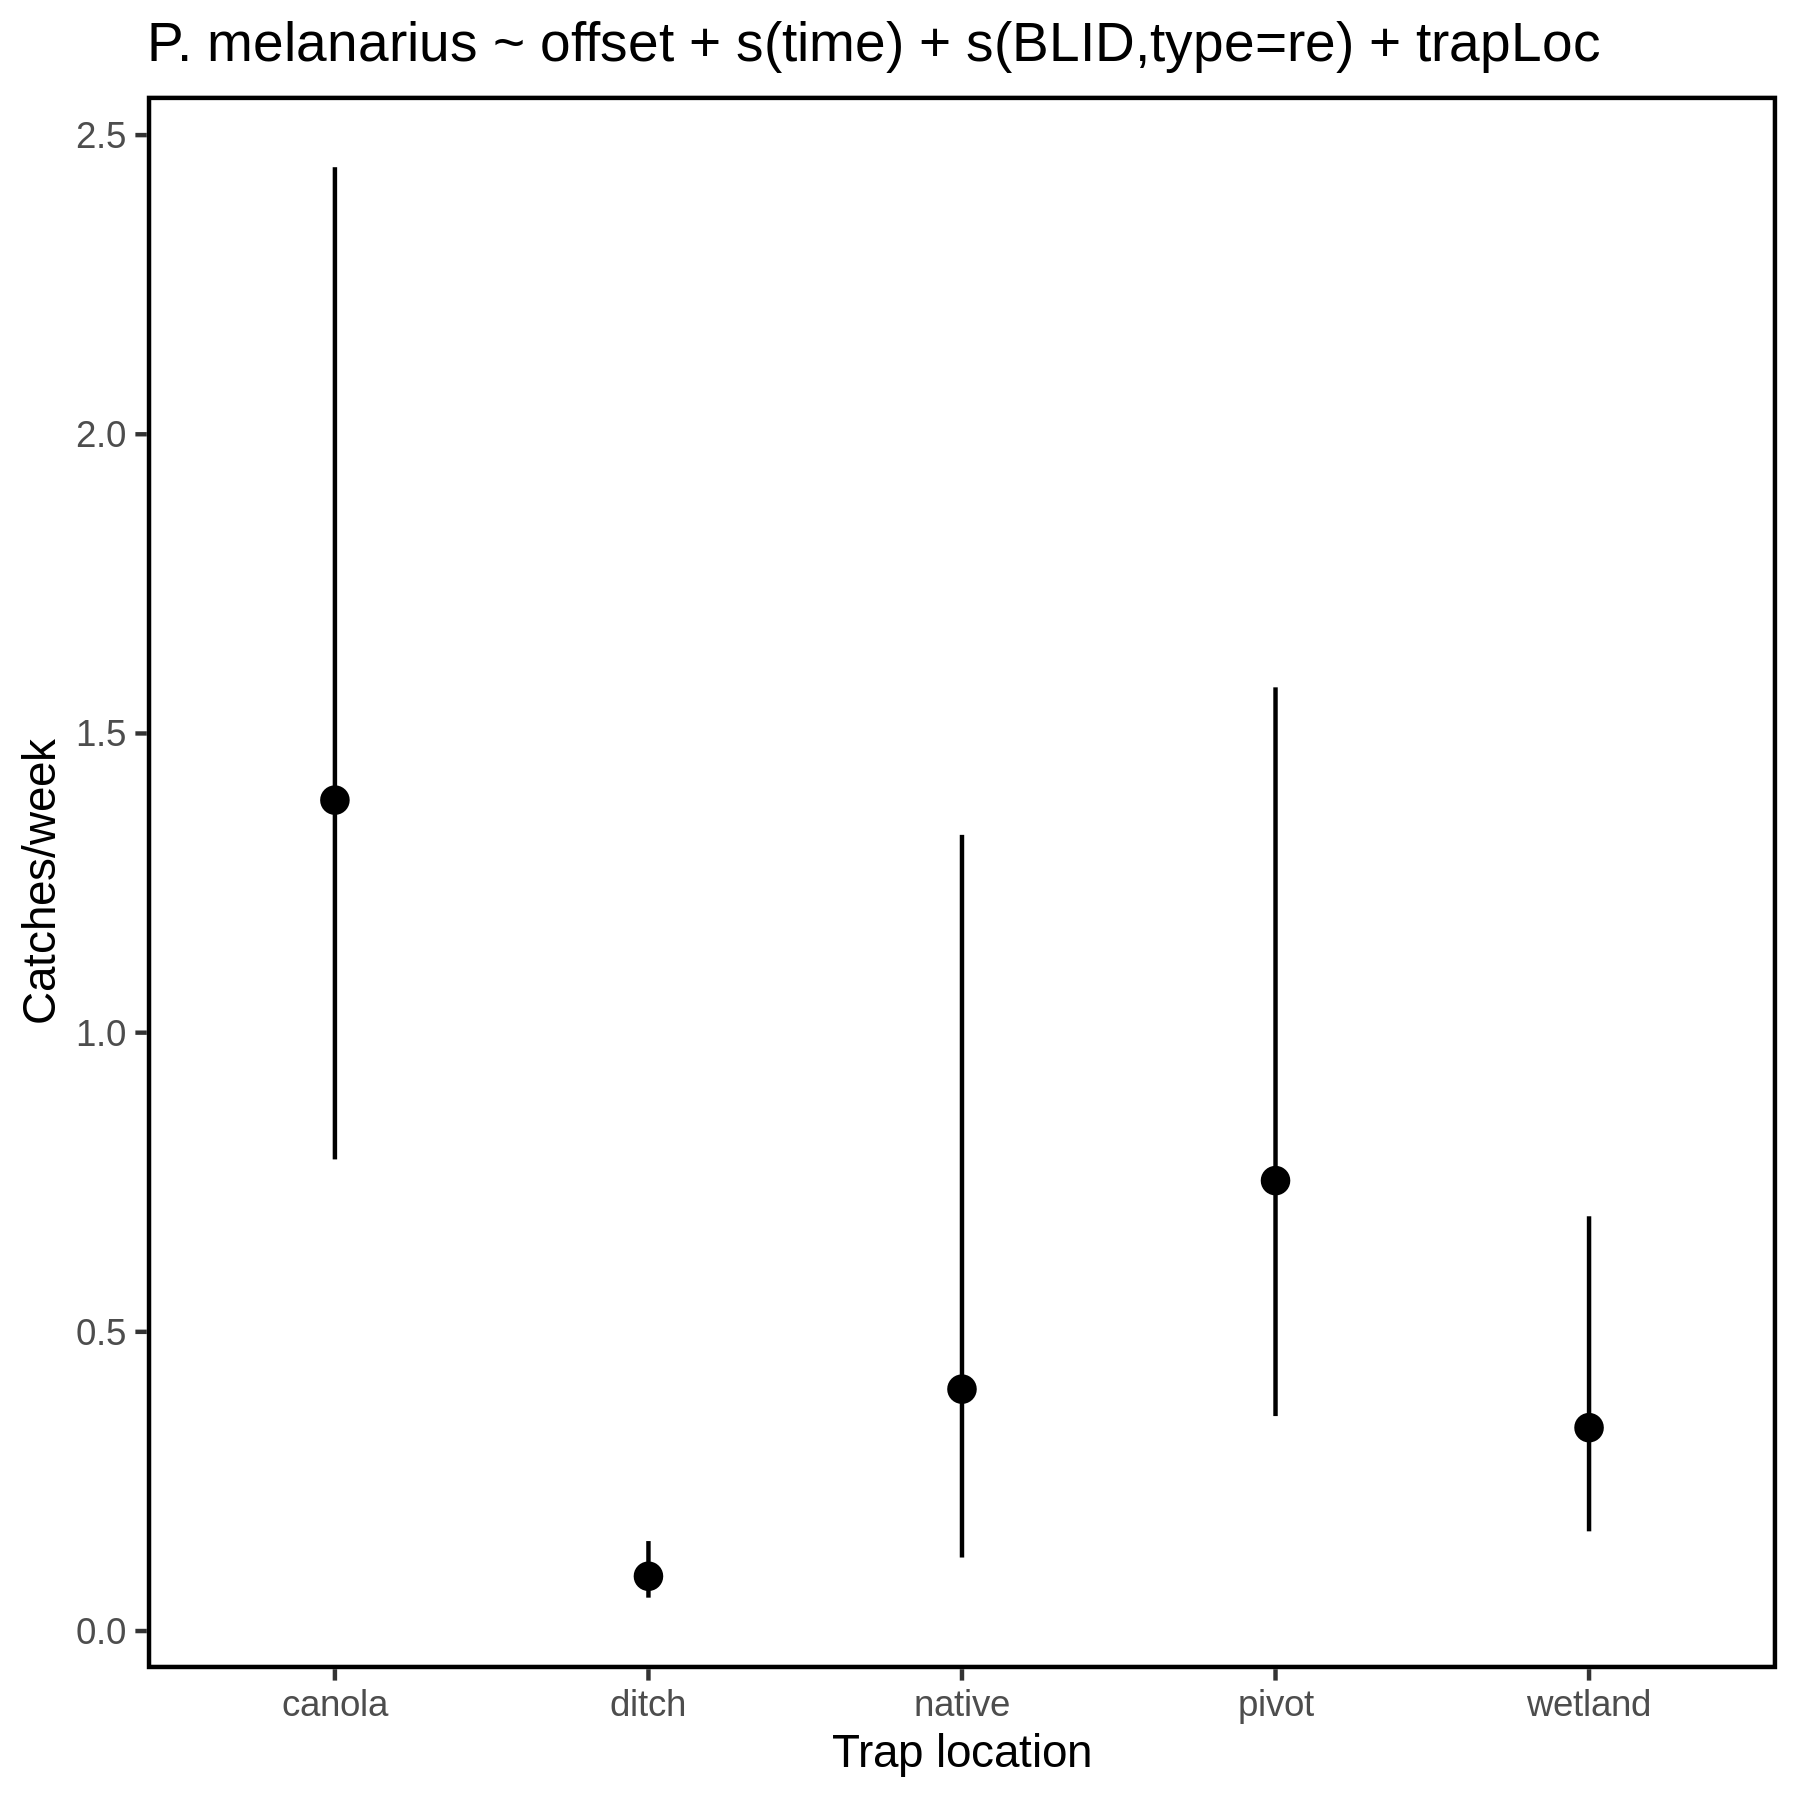 P. melanarius ~ offset + s(time) + s(BLID,type=re) + trapLoc
Catches/week
2.5
2.0
1.5
1.0
0.5
0.0
canola ditch native pivot wetland
Trap location